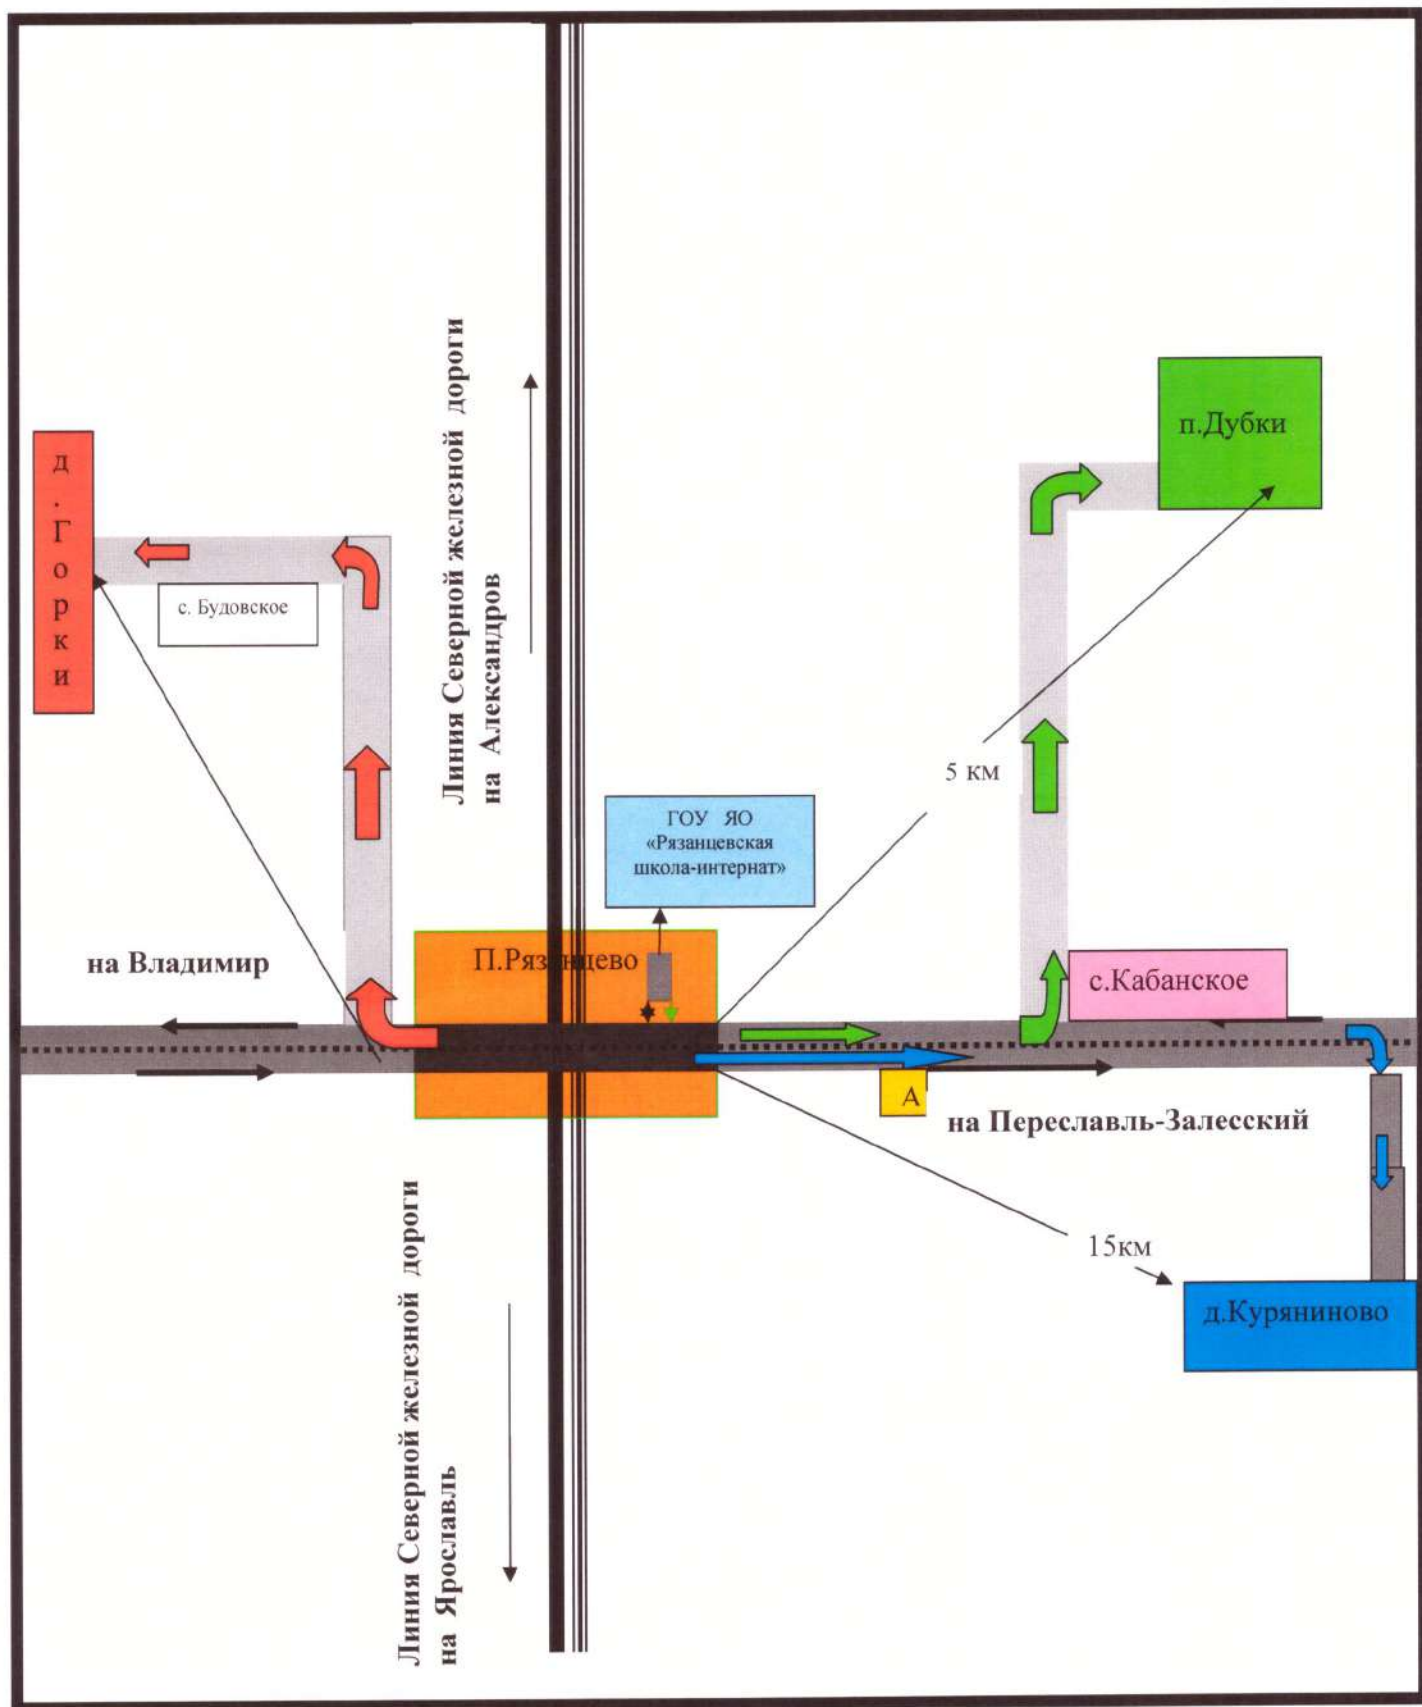 Линия Северной железной дороги
на Александров
п.Дубки
д.Горки
с. Будовское
5 км
ГОУ ЯО
«Рязанцевская
школа-интернат»
на Владимир
П.Рязанцево
с.Кабанское
А
на Переславль-Залесский
Линия Северной железной дороги
на Ярославль
15км
д.Куряниново